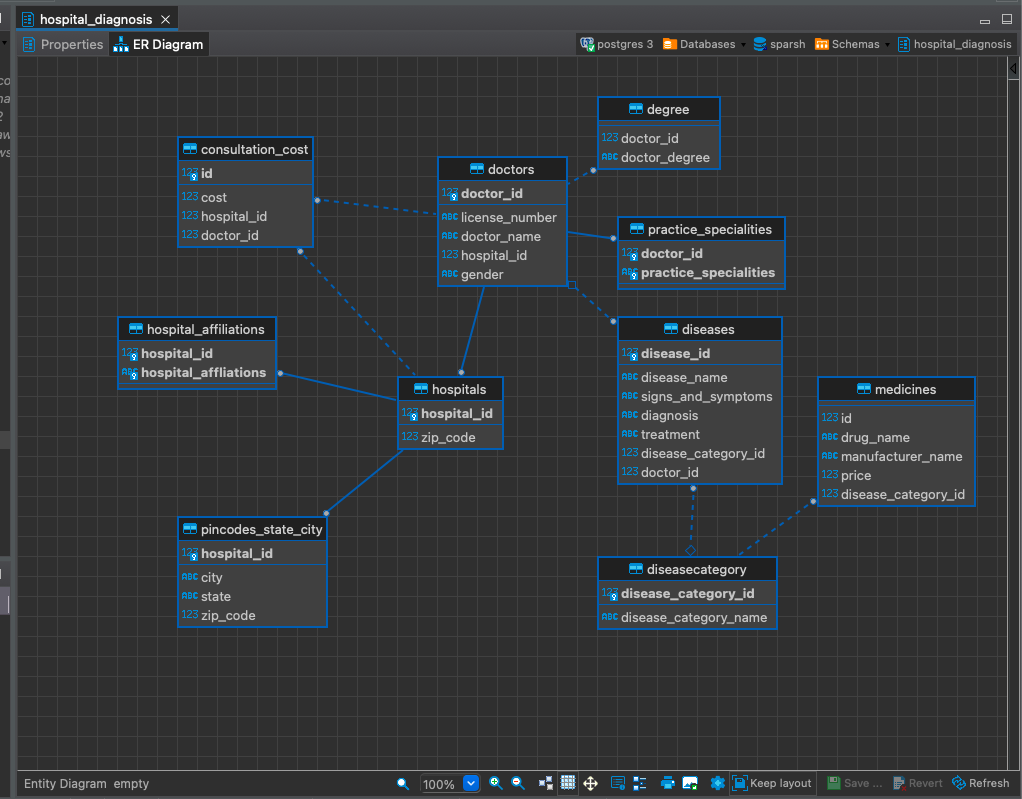 hospital_diagnosis
Properties
ER Diagram
postgres 3
Databases
sparsh
Schemas
hospital_diagnosis
degree
123 doctor_id
ABC doctor_degree
consultation_cost
123 id
123 cost
123 hospital_id
123 doctor_id
doctors
123 doctor_id
ABC license_number
ABC doctor_name
123 hospital_id
ABC gender
practice_specialities
123 doctor_id
ABC practice_specialities
hospital_affiliations
123 hospital_id
ABC hospital_affliations
diseases
123 disease_id
ABC disease_name
ABC signs_and_symptoms
ABC diagnosis
ABC treatment
123 disease_category_id
123 doctor_id
hospitals
123 hospital_id
123 zip_code
medicines
123 id
ABC drug_name
ABC manufacturer_name
123 price
123 disease_category_id
pincodes_state_city
123 hospital_id
ABC city
ABC state
123 zip_code
diseasecategory
123 disease_category_id
ABC disease_category_name
Entity Diagram empty
100%
Keep layout
Save ...
Revert
Refresh